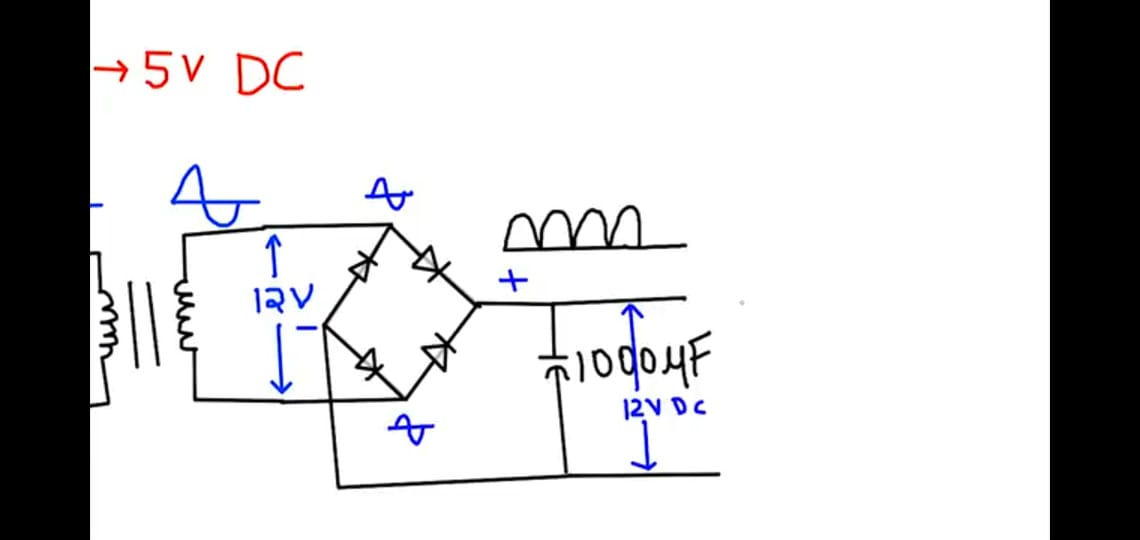 → 5V DC
12V
+
−
1000μF
12V DC